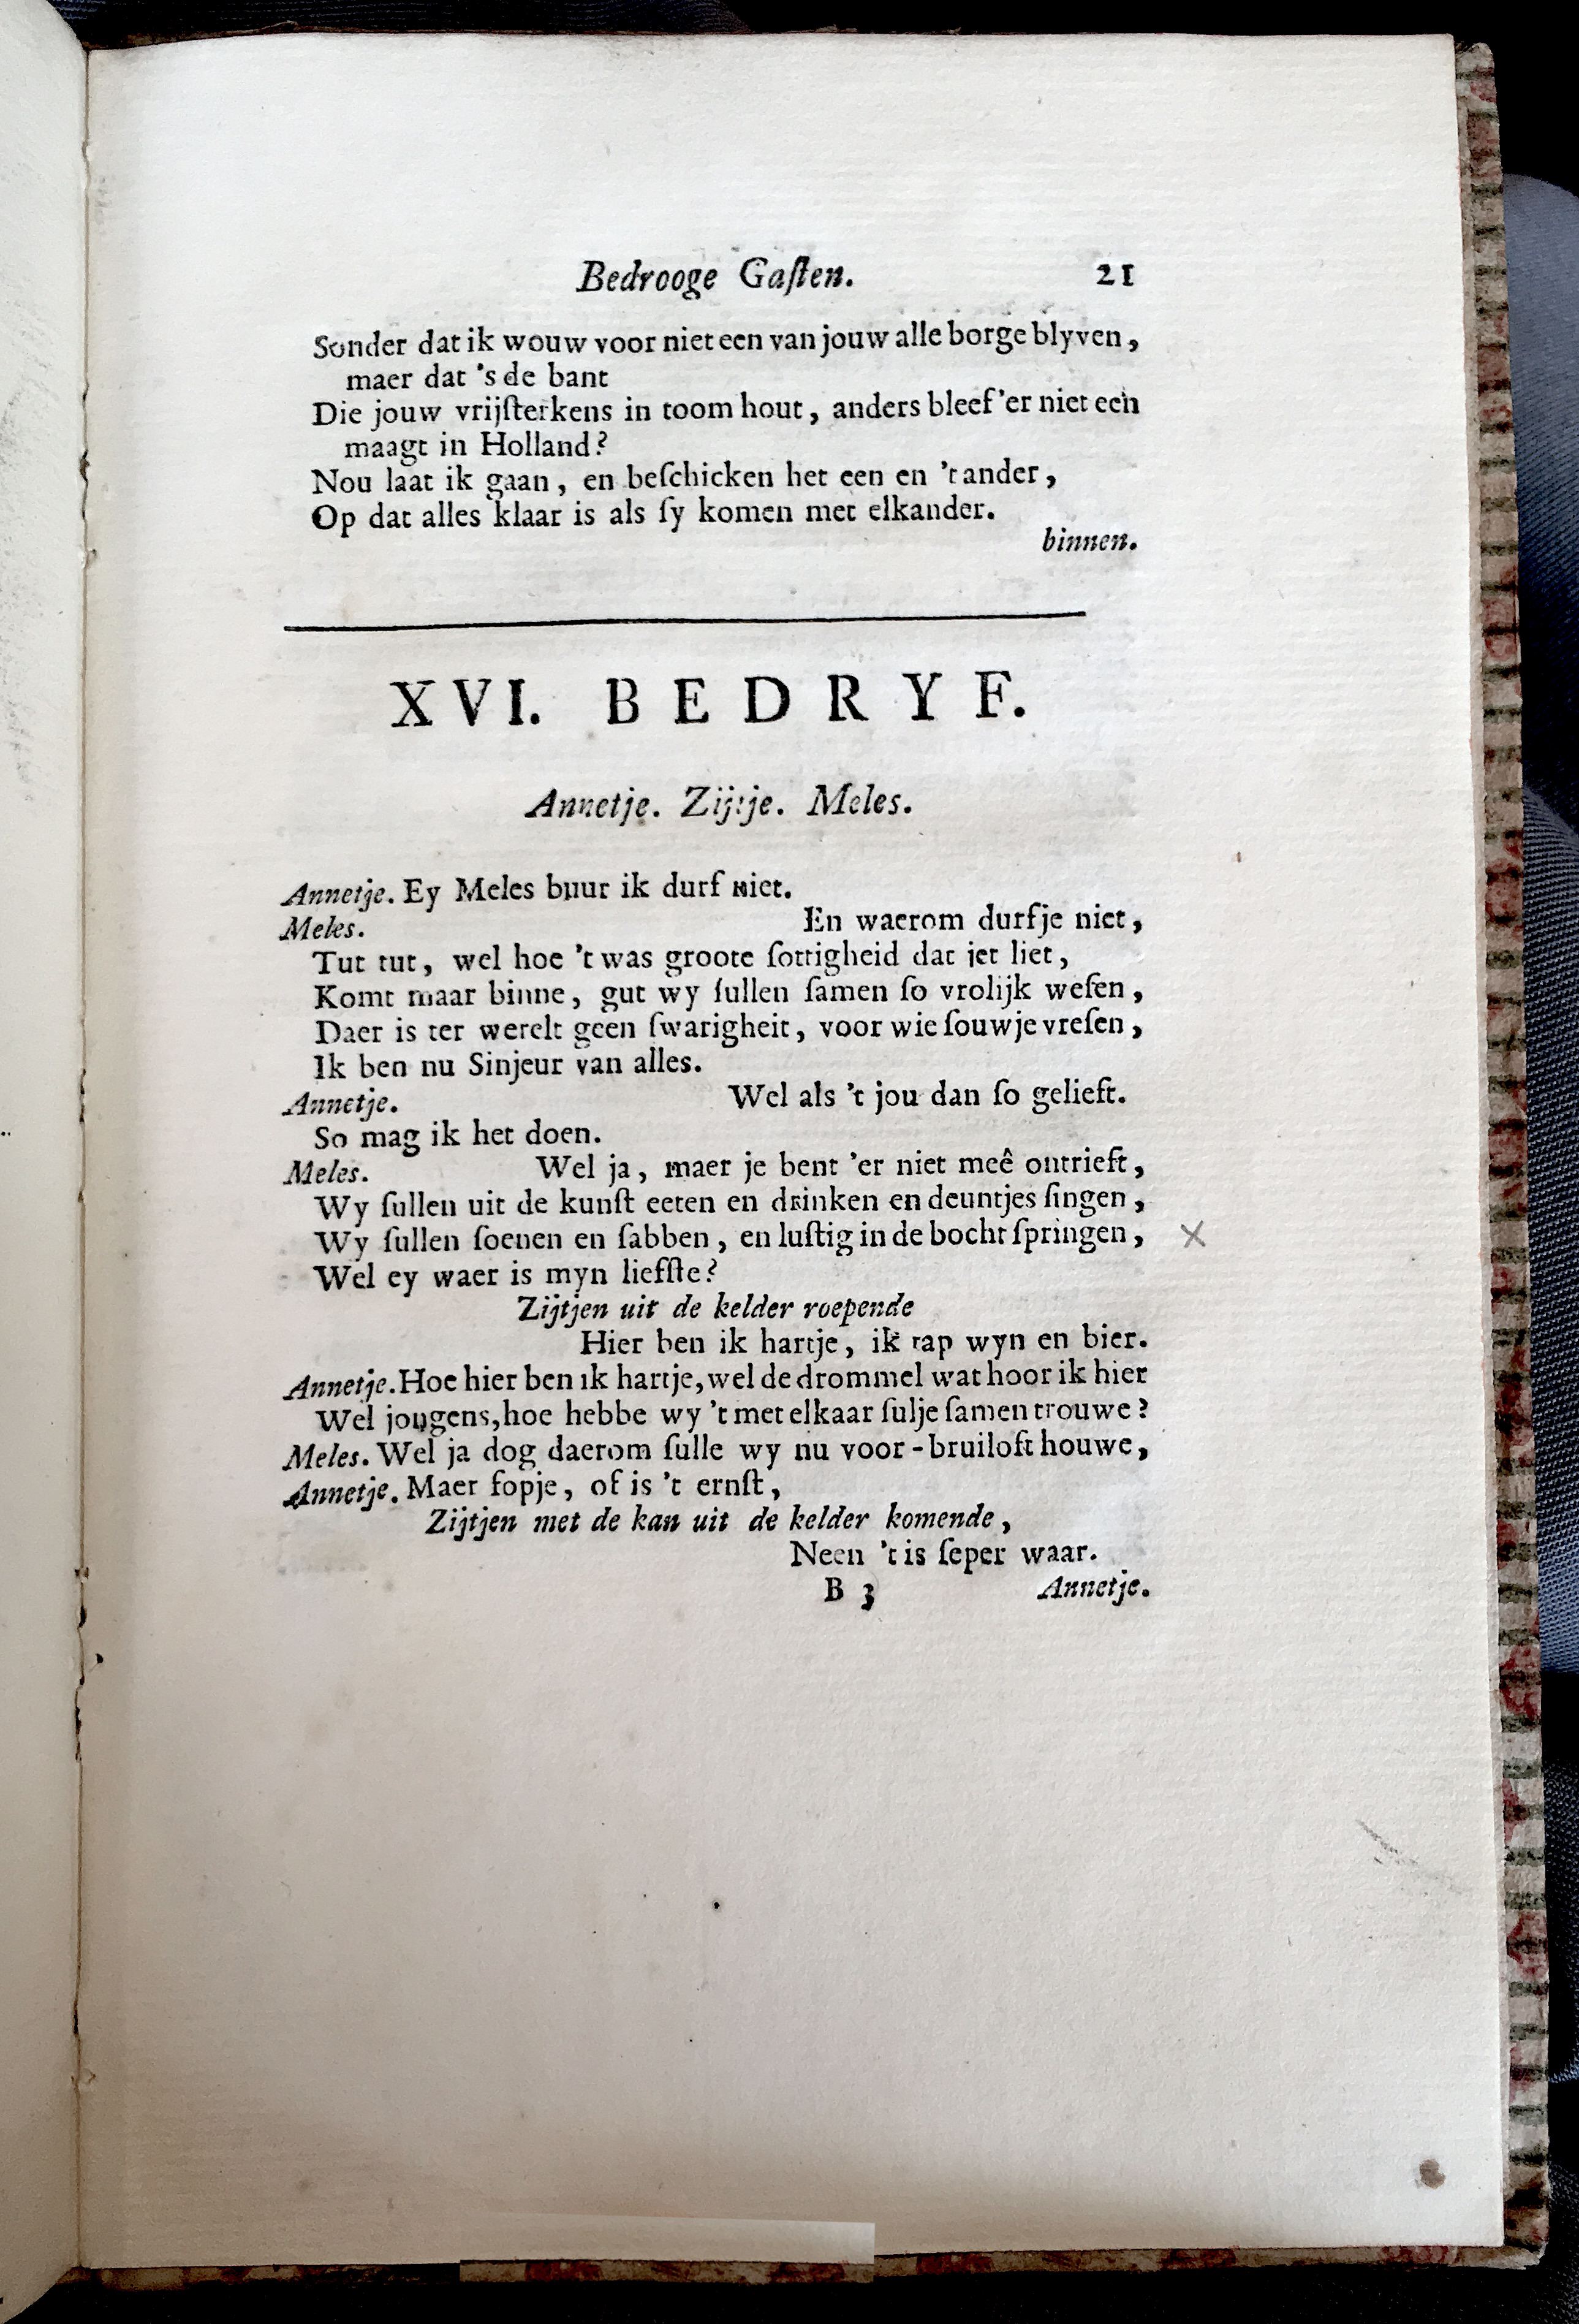 Bedrooge Gaſten. 21
Sonder dat ik wouw voor niet een van jouw alle borge blyven,
maer dat 's de bant
Die jouw vrijſterkens in toom hout, anders bleef 'er niet een
maagt in Holland?
Nou laat ik gaan, en beſchicken het een en 't ander,
Op dat alles klaar is als ſy komen met elkander.
binnen.
XVI. BEDRYF.
Annetje. Zijtje. Meles.
Annetje. Ey Meles buur ik durf niet.
Meles. En waerom durfje niet,
Tut tut, wel hoe 't was groote ſottigheid dat jet liet,
Komt maar binne, gut wy ſullen ſamen ſo vrolijk weſen,
Daer is ter werelt geen ſwarigheit, voor wie ſouwje vreſen,
Ik ben nu Sinjeur van alles.
Annetje. Wel als 't jou dan ſo gelieft.
So mag ik het doen.
Meles. Wel ja, maer je bent 'er niet meê ontrieft,
Wy ſullen uit de kunſt eeten en drinken en deuntjes ſingen,
Wy ſullen ſoenen en ſabben, en luſtig in de bocht ſpringen,
Wel ey waer is myn liefſte?
Zijtjen uit de kelder roepende
Hier ben ik hartje, ik tap wyn en bier.
Annetje. Hoe hier ben ik hartje, wel de drommel wat hoor ik hier
Wel jongens, hoe hebbe wy 't met elkaar ſulje ſamen trouwe?
Meles. Wel ja dog daerom ſulle wy nu voor-bruiloft houwe,
Annetje. Maer fopje, of is 't ernſt,
Zijtjen met de kan uit de kelder komende,
Neen 't is ſeper waar.
B 3 Annetje.